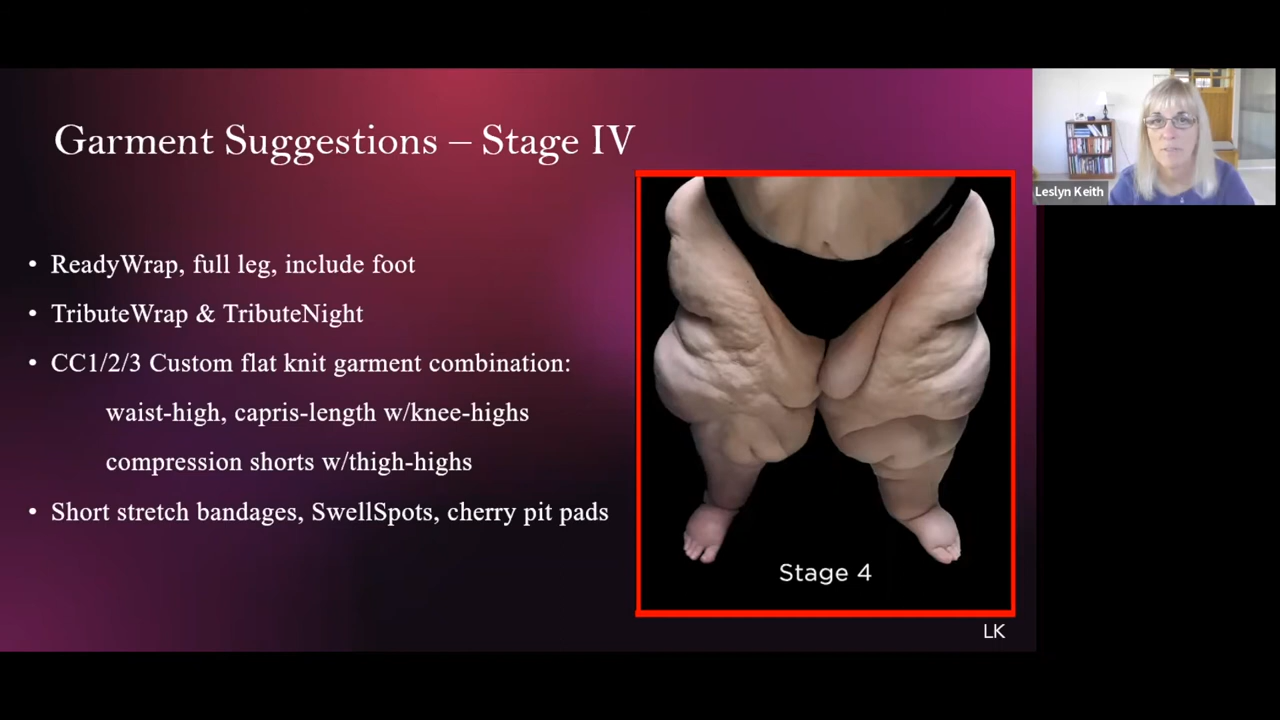 Garment Suggestions – Stage IV
Leslyn Keith
• ReadyWrap, full leg, include foot
• TributeWrap & TributeNight
• CC1/2/3 Custom flat knit garment combination:
waist-high, capris-length w/knee-highs
compression shorts w/thigh-highs
• Short stretch bandages, SwellSpots, cherry pit pads
Stage 4
LK